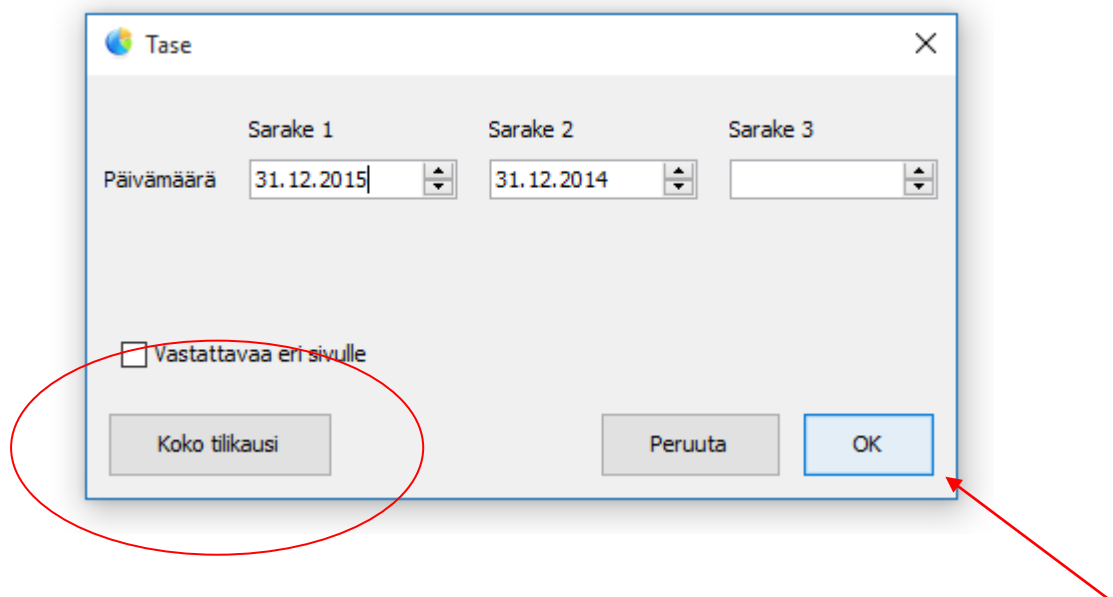 Tase
Sarake 1 Sarake 2 Sarake 3
Päivämäärä 31.12.2015 31.12.2014
Vastattavaa eri sivulle
Koko tilikausi Peruuta OK